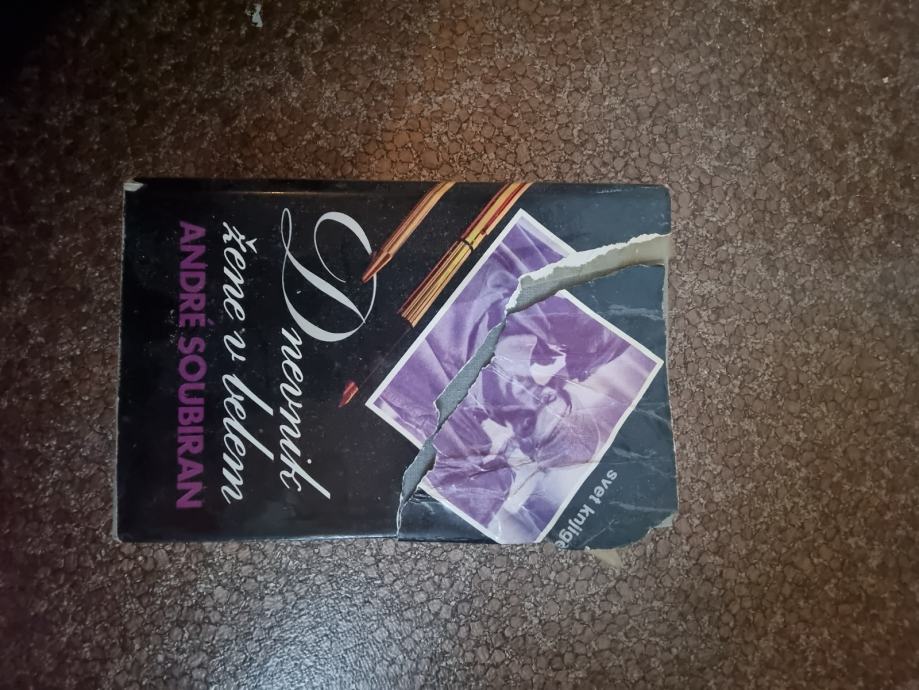 ANDRÉ SOUBIRAN
Dnevnik
žene v belem
svet knjige